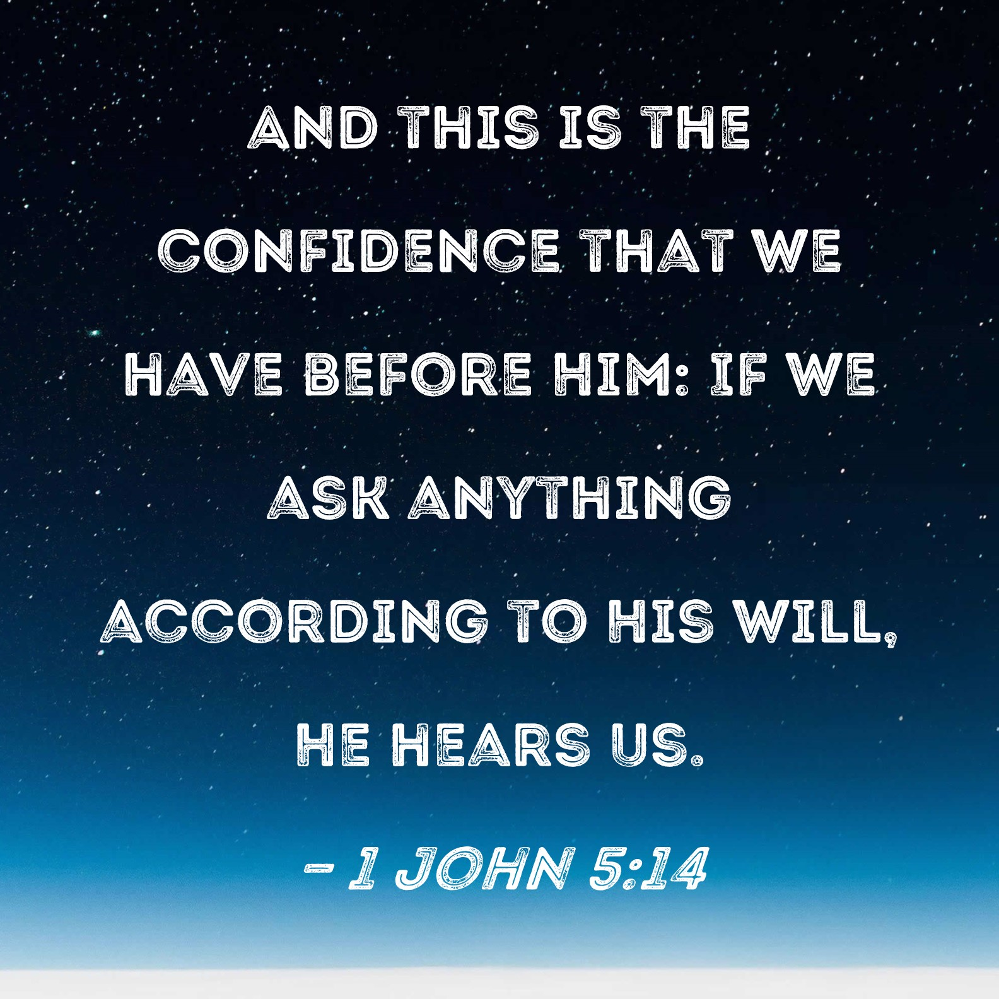 AND THIS IS THE
CONFIDENCE THAT WE
HAVE BEFORE HIM: IF WE
ASK ANYTHING
ACCORDING TO HIS WILL,
HE HEARS US.
- 1 JOHN 5:14